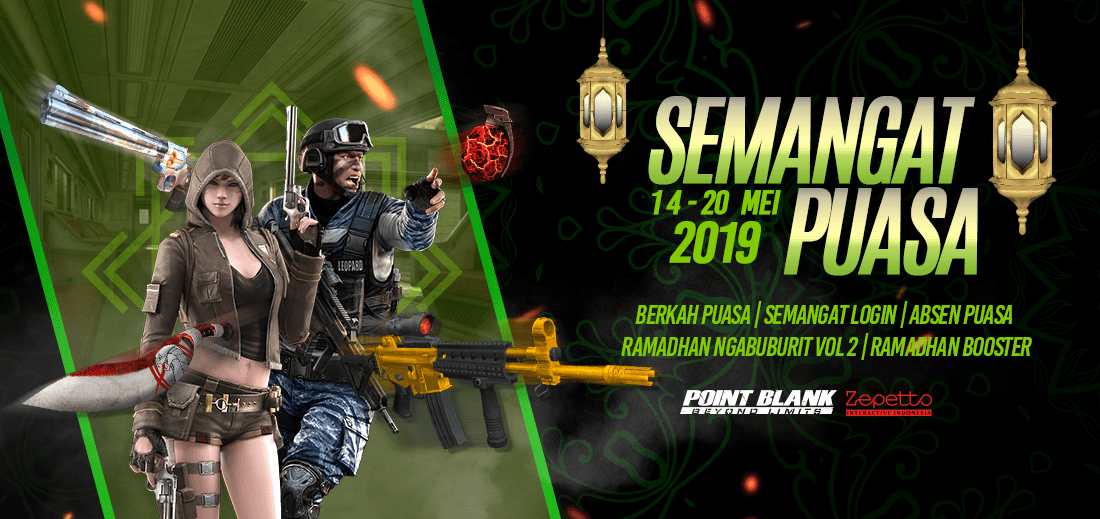 SEMANGAT
14 - 20 MEI
2019
PUASA
BERKAH PUASA | SEMANGAT LOGIN | ABSEN PUASA
RAMADHAN NGABUBURIT VOL 2 | RAMADHAN BOOSTER
POINT BLANK
BEYOND LIMITS
Zepetto
INTERACTIVE INDONESIA
LEOPARD